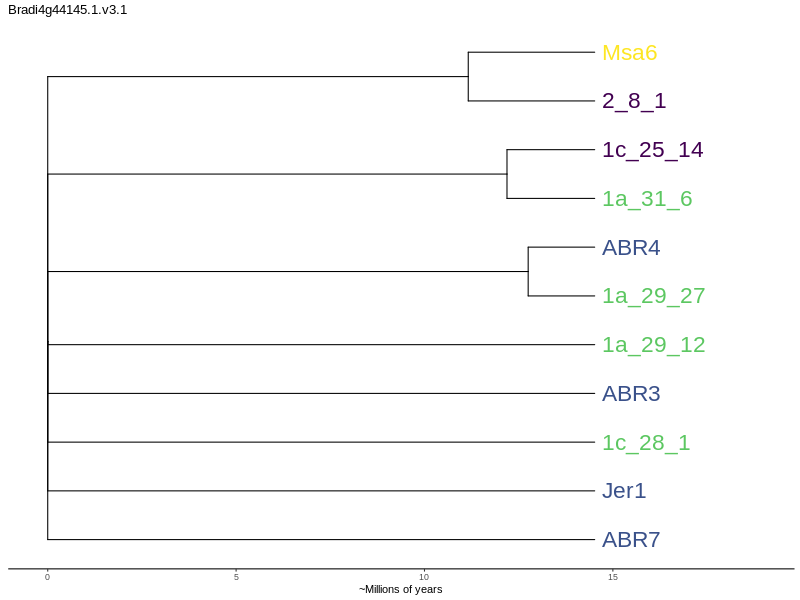 Bradi4g44145.1.v3.1
Msa6
2_8_1
1c_25_14
1a_31_6
ABR4
1a_29_27
1a_29_12
ABR3
1c_28_1
Jer1
ABR7
0 5 10 15
~Millions of years